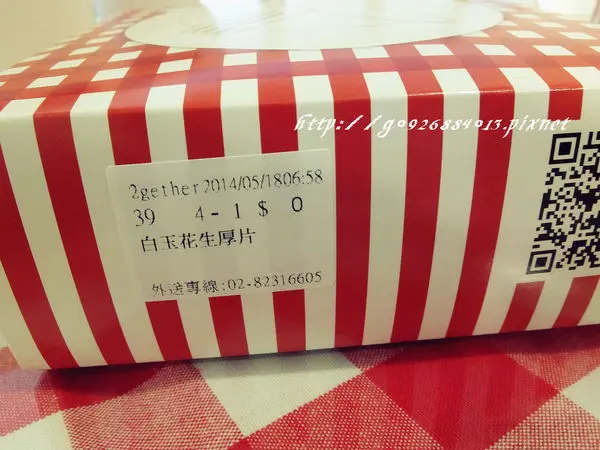 http://go926884013.pixnet
2gether 2014/05/1806:58
39 4-1 $ 0
白玉花生厚片
外送專線:02-82316605